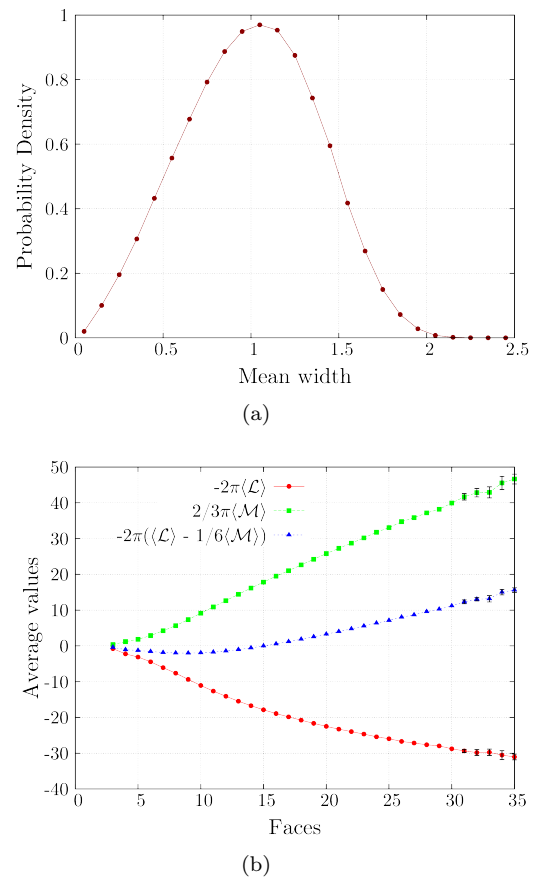 1
0.8
0.6
0.4
0.2
0
Probability Density
0 0.5 1 1.5 2 2.5
Mean width
(a)
50
40
30
20
10
0
-10
-20
-30
-40
Average values
-2π⟨ℒ⟩
2/3π⟨ℳ⟩
-2π(⟨ℒ⟩ - 1/6⟨ℳ⟩)
0 5 10 15 20 25 30 35
Faces
(b)